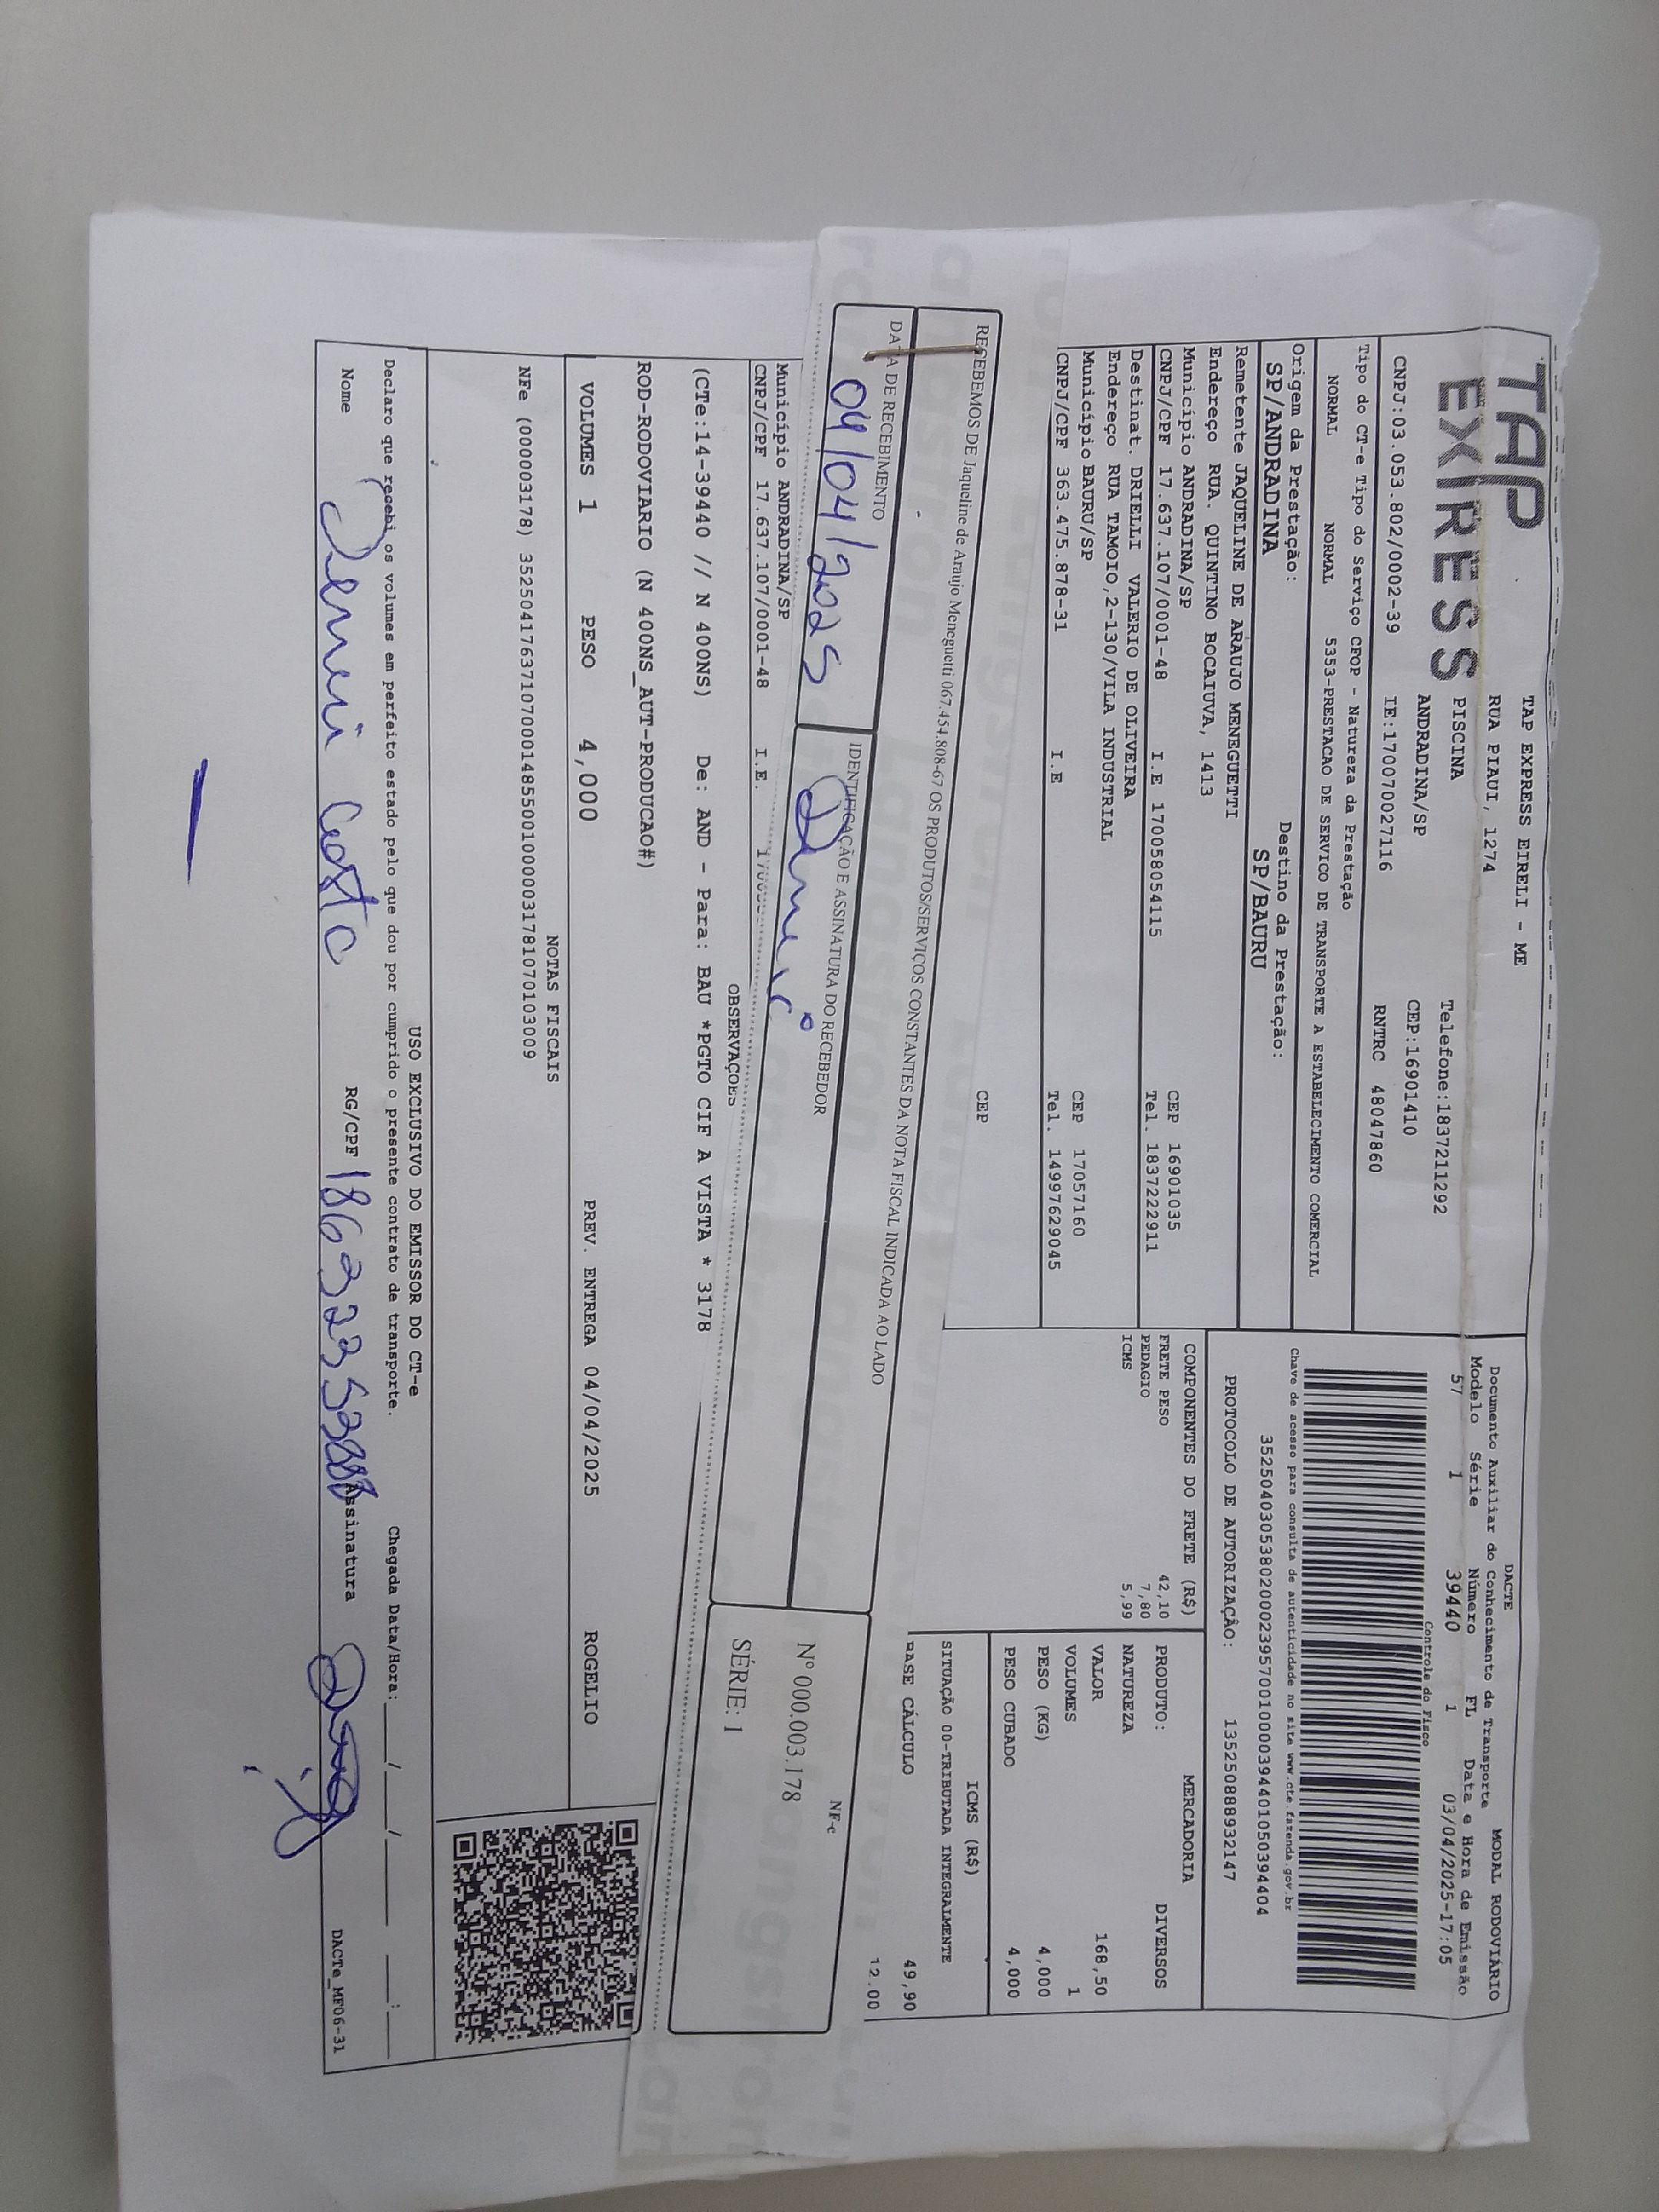 TAP
EXPRESS
TAP EXPRESS EIRELI - ME
RUA PIAUI, 1274
PISCINA
ANDRADINA/SP
Telefone:1837211292
CEP:16901410
CNPJ:03.053.802/0002-39
IE:170070027116
RNTRC 48047860
Tipo do CT-e Tipo do Serviço CFOP - Natureza da Prestação
NORMAL NORMAL 5353-PRESTACAO DE SERVICO DE TRANSPORTE A ESTABELECIMENTO COMERCIAL
Origem da Prestação: Destino da Prestação:
SP/ANDRADINA SP/BAURU
Remetente JAQUELINE DE ARAUJO MENEGUETTI
Endereço RUA. QUINTINO BOCAIUVA, 1413
Município ANDRADINA/SP CEP 16901035
CNPJ/CPF 17.637.107/0001-48 I.E 170058054115 Tel. 1837222911
Destinat. DRIELLI VALERIO DE OLIVEIRA
Endereço RUA TAMOIO,2-130/VILA INDUSTRIAL
Município BAURU/SP CEP 17057160
CNPJ/CPF 363.475.878-31 I.E Tel. 14997629045
CEP
DACTE
Documento Auxiliar do Conhecimento de Transporte
MODAL RODOVIÁRIO
Modelo Série Número FL Data e Hora de Emissão
57 1 39440 1 03/04/2025-17:05
Controle do Fisco
Chave de acesso para consulta de autenticidade no site www.cte.fazenda.gov.br
35250403053802000239570010000394401050394404
PROTOCOLO DE AUTORIZAÇÃO: 135250888932147
COMPONENTES DO FRETE (R$)
FRETE PESO 42,10
PEDAGIO 7,80
ICMS 5,99
MERCADORIA
PRODUTO: DIVERSOS
NATUREZA
VALOR 168,50
VOLUMES 1
PESO (KG) 4,000
PESO CUBADO 4,000
ICMS (R$)
SITUAÇÃO 00-TRIBUTADA INTEGRALMENTE
BASE CÁLCULO 49,90
12.00
RECEBEMOS DE Jaqueline de Araujo Meneguetti 067.454.808-67 OS PRODUTOS/SERVIÇOS CONSTANTES DA NOTA FISCAL INDICADA AO LADO
DATA DE RECEBIMENTO
04/04/2025
IDENTIFICAÇÃO E ASSINATURA DO RECEBEDOR
NF-e
Nº 000.003.178
SÉRIE: 1
Município ANDRADINA/SP
CNPJ/CPF 17.637.107/0001-48 I.E.
OBSERVAÇOES
(CTe:14-39440 // N 400NS) De: AND - Para: BAU *PGTO CIF A VISTA * 3178
ROD-RODOVIARIO (N 400NS_AUT-PRODUCAO#)
VOLUMES 1 PESO 4,000 PREV. ENTREGA 04/04/2025 ROGELIO
NOTAS FISCAIS
NFe (000003178) 35250417637107000148550010000031781070103009
USO EXCLUSIVO DO EMISSOR DO CT-e
Declaro que recebi os volumes em perfeito estado pelo que dou por cumprido o presente contrato de transporte. Chegada Data/Hora:___/___/_____ ___:___
Nome RG/CPF Assinatura
DACTe_MF06-31